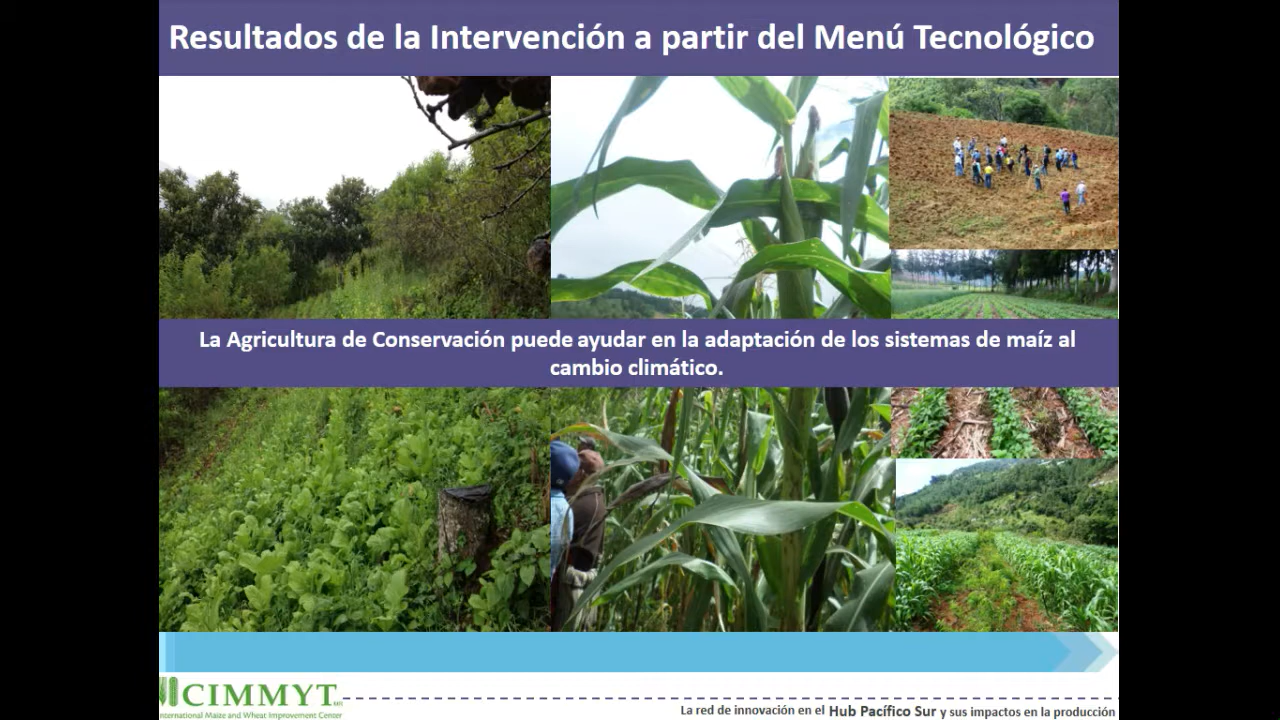 Resultados de la Intervención a partir del Menú Tecnológico
La Agricultura de Conservación puede ayudar en la adaptación de los sistemas de maíz al
cambio climático.
CIMMYT
International Maize and Wheat Improvement Center
La red de innovación en el Hub Pacífico Sur y sus impactos en la producción